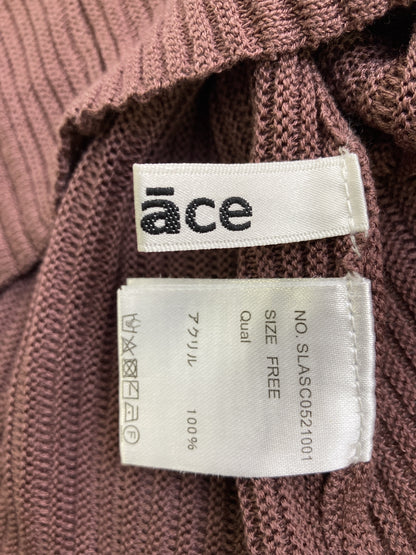 āce
NO. SLASC0521001
SIZE FREE
Qual
アクリル 100%
F